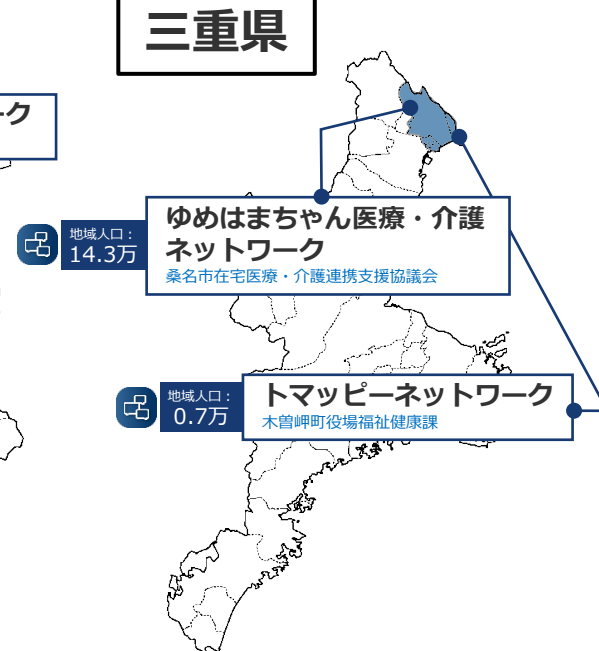 三重県
ーク
ゆめはまちゃん医療・介護
ネットワーク
桑名市在宅医療・介護連携支援協議会
地域人口：
14.3万
トマッピーネットワーク
木曽岬町役場福祉健康課
地域人口：
0.7万